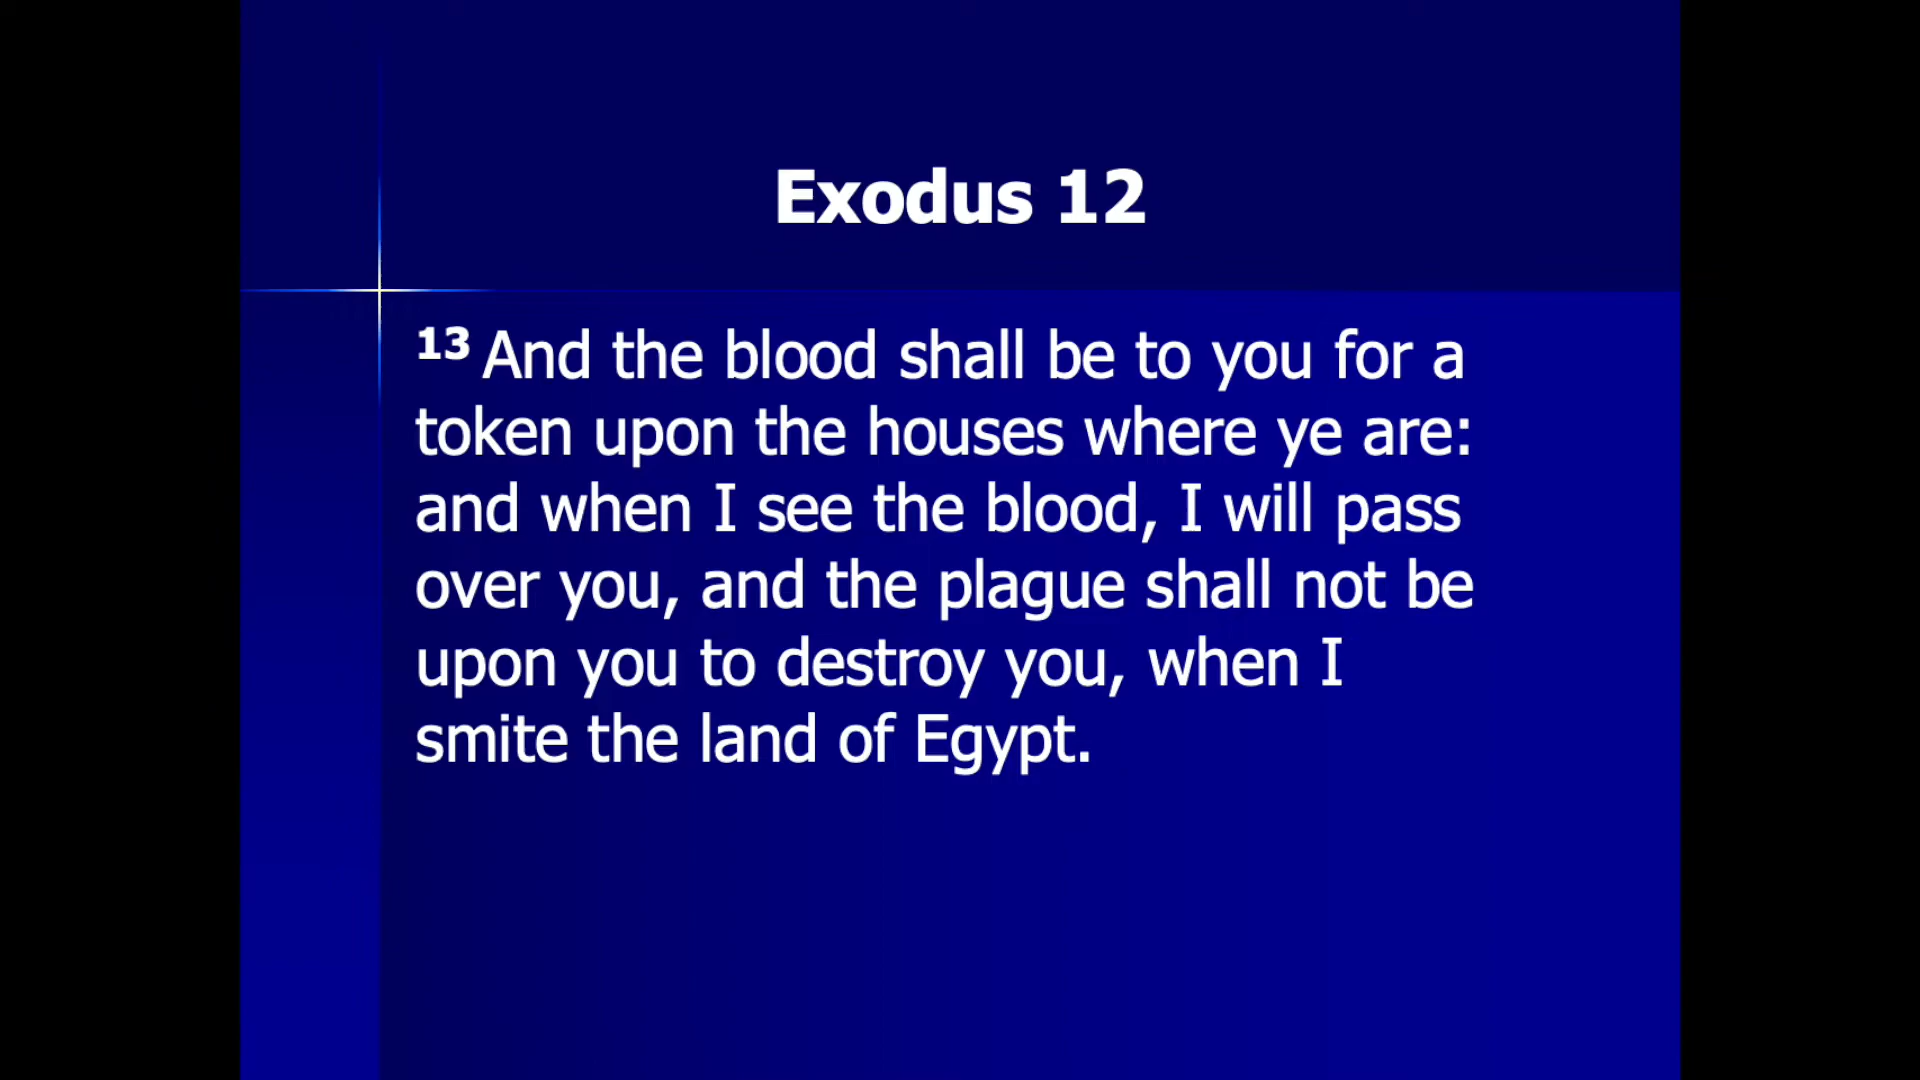 Exodus 12
13 And the blood shall be to you for a
token upon the houses where ye are:
and when I see the blood, I will pass
over you, and the plague shall not be
upon you to destroy you, when I
smite the land of Egypt.